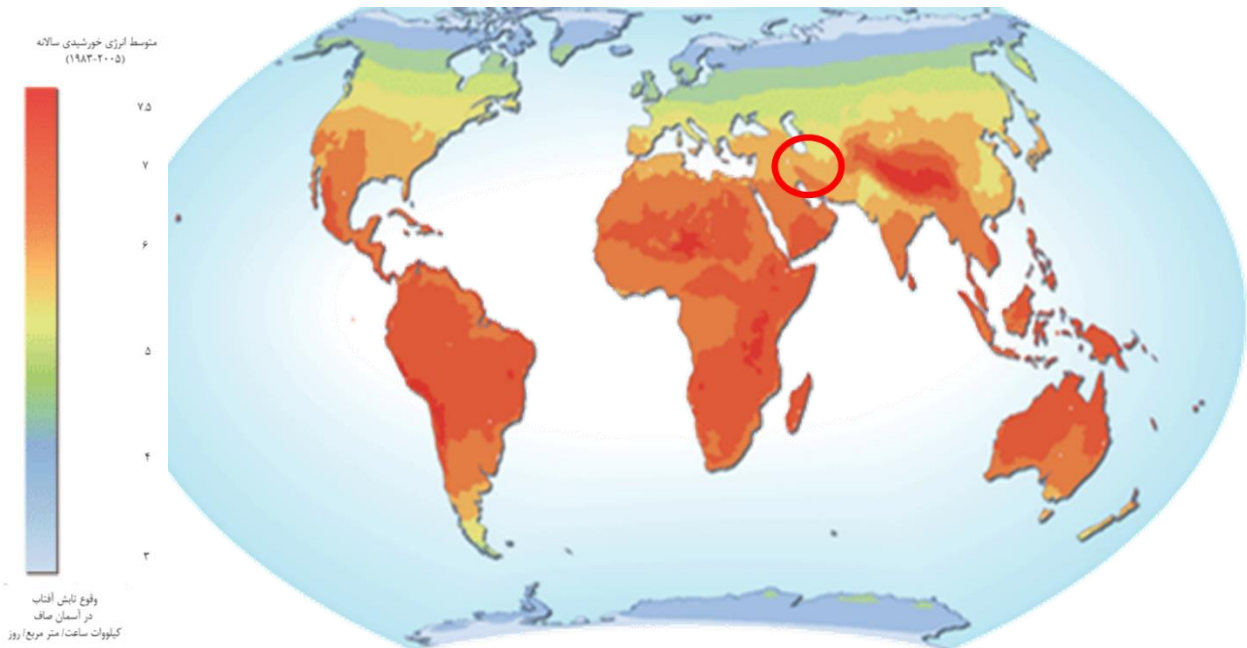 متوسط انرژی خورشیدی سالانه
(۱۹۸۳-۲۰۰۵)
۷.۵
۷
۶
۵
۴
۳
وقوع تابش آفتاب
در آسمان صاف
کیلووات ساعت/ متر مربع/ روز